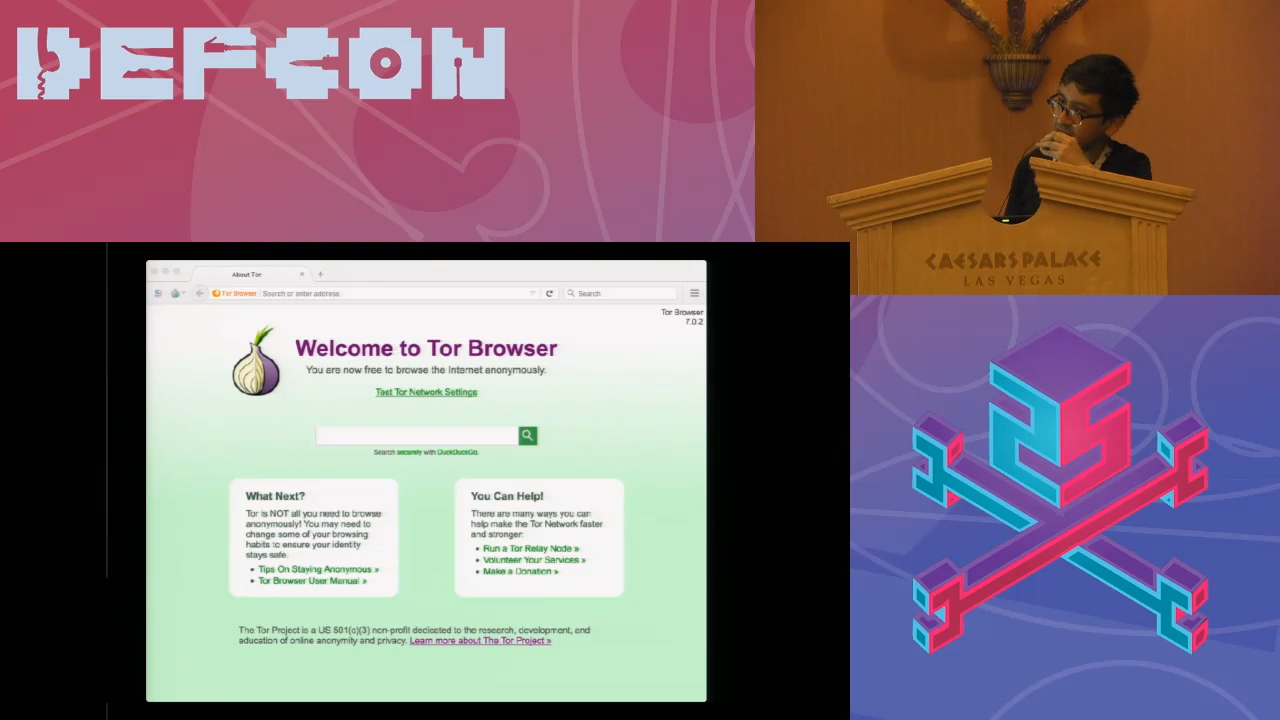 DEFCON
CAESARS PALACE
LAS VEGAS
About Tor
Tor Browser
Search or enter address
Search
Tor Browser
7.0.2
Welcome to Tor Browser
You are now free to browse the Internet anonymously.
Test Tor Network Settings
Search securely with DuckDuckGo.
What Next?
Tor is NOT all you need to browse
anonymously! You may need to
change some of your browsing
habits to ensure your identity
stays safe.
• Tips On Staying Anonymous »
• Tor Browser User Manual »
You Can Help!
There are many ways you can
help make the Tor Network faster
and stronger:
• Run a Tor Relay Node »
• Volunteer Your Services »
• Make a Donation »
The Tor Project is a US 501(c)(3) non-profit dedicated to the research, development, and
education of online anonymity and privacy. Learn more about The Tor Project »
25